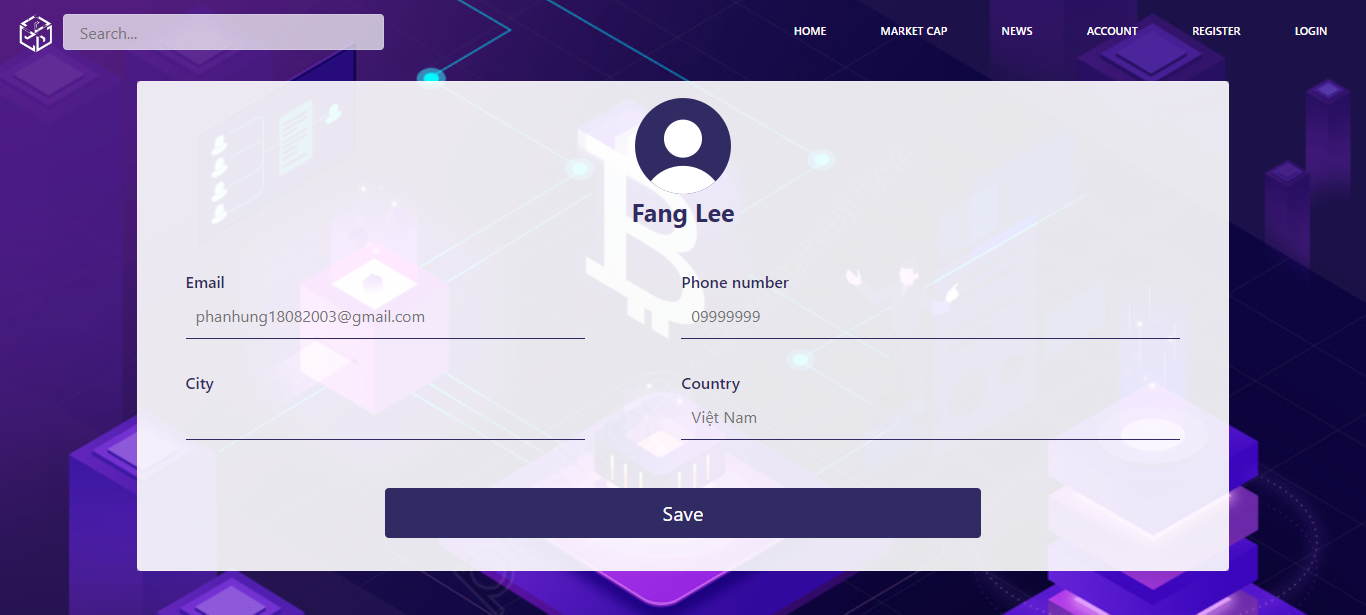 Search...
HOME MARKET CAP NEWS ACCOUNT REGISTER LOGIN
Fang Lee
Email
Phone number
phanhung18082003@gmail.com
09999999
City
Country
Việt Nam
Save